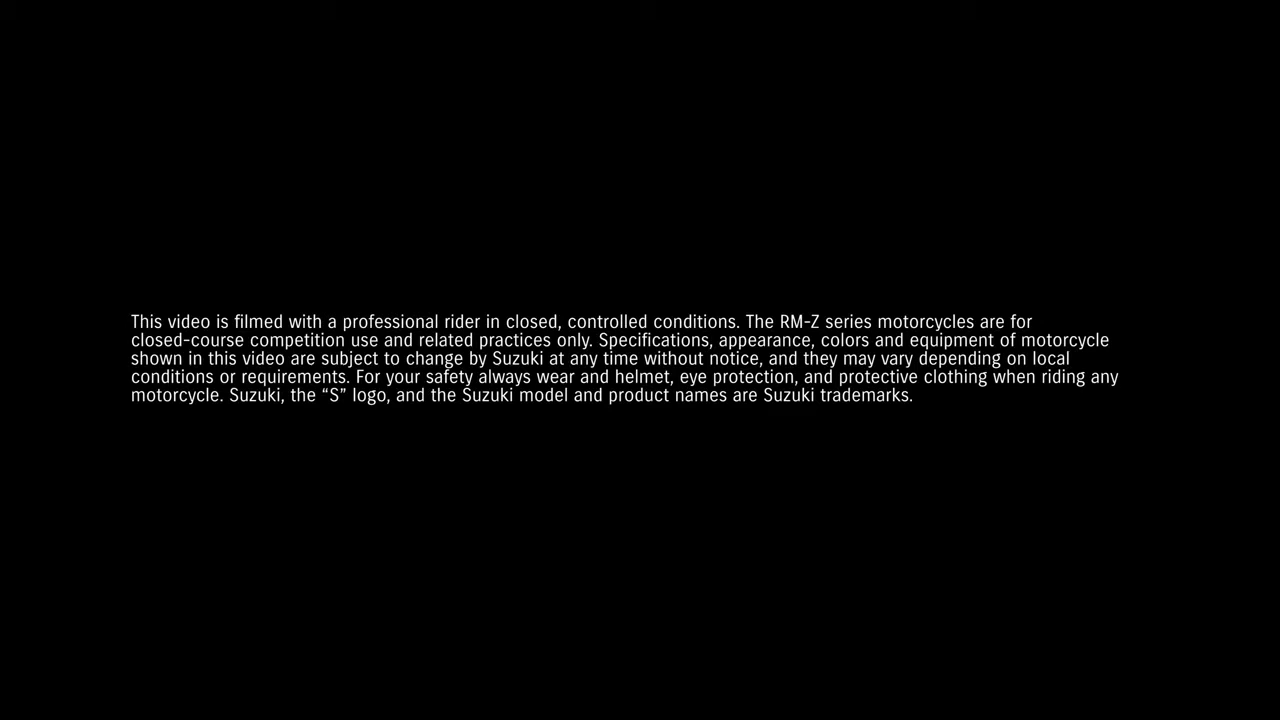 This video is filmed with a professional rider in closed, controlled conditions. The RM-Z series motorcycles are for
closed-course competition use and related practices only. Specifications, appearance, colors and equipment of motorcycle
shown in this video are subject to change by Suzuki at any time without notice, and they may vary depending on local
conditions or requirements. For your safety always wear and helmet, eye protection, and protective clothing when riding any
motorcycle. Suzuki, the “S” logo, and the Suzuki model and product names are Suzuki trademarks.